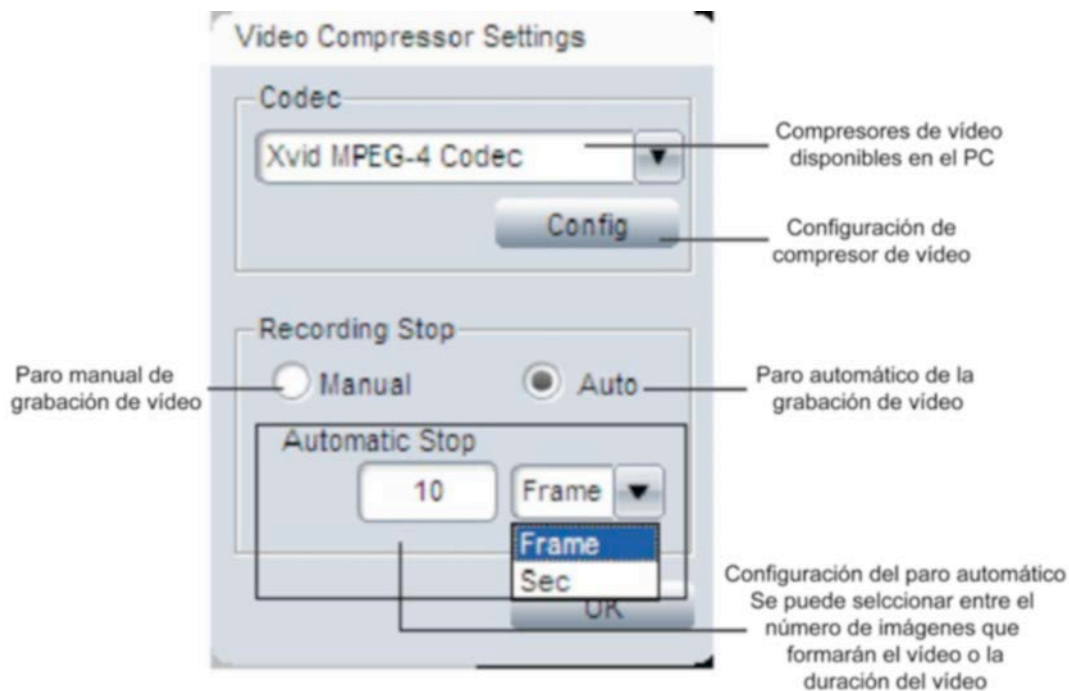 Video Compressor Settings
Codec
Xvid MPEG-4 Codec
Compresores de vídeo
disponibles en el PC
Config
Configuración de
compresor de vídeo
Recording Stop
Paro manual de
grabación de vídeo
Manual
Auto
Paro automático de la
grabación de vídeo
Automatic Stop
10
Frame
Frame
Sec
OK
Configuración del paro automático
Se puede selccionar entre el
número de imágenes que
formarán el vídeo o la
duración del vídeo